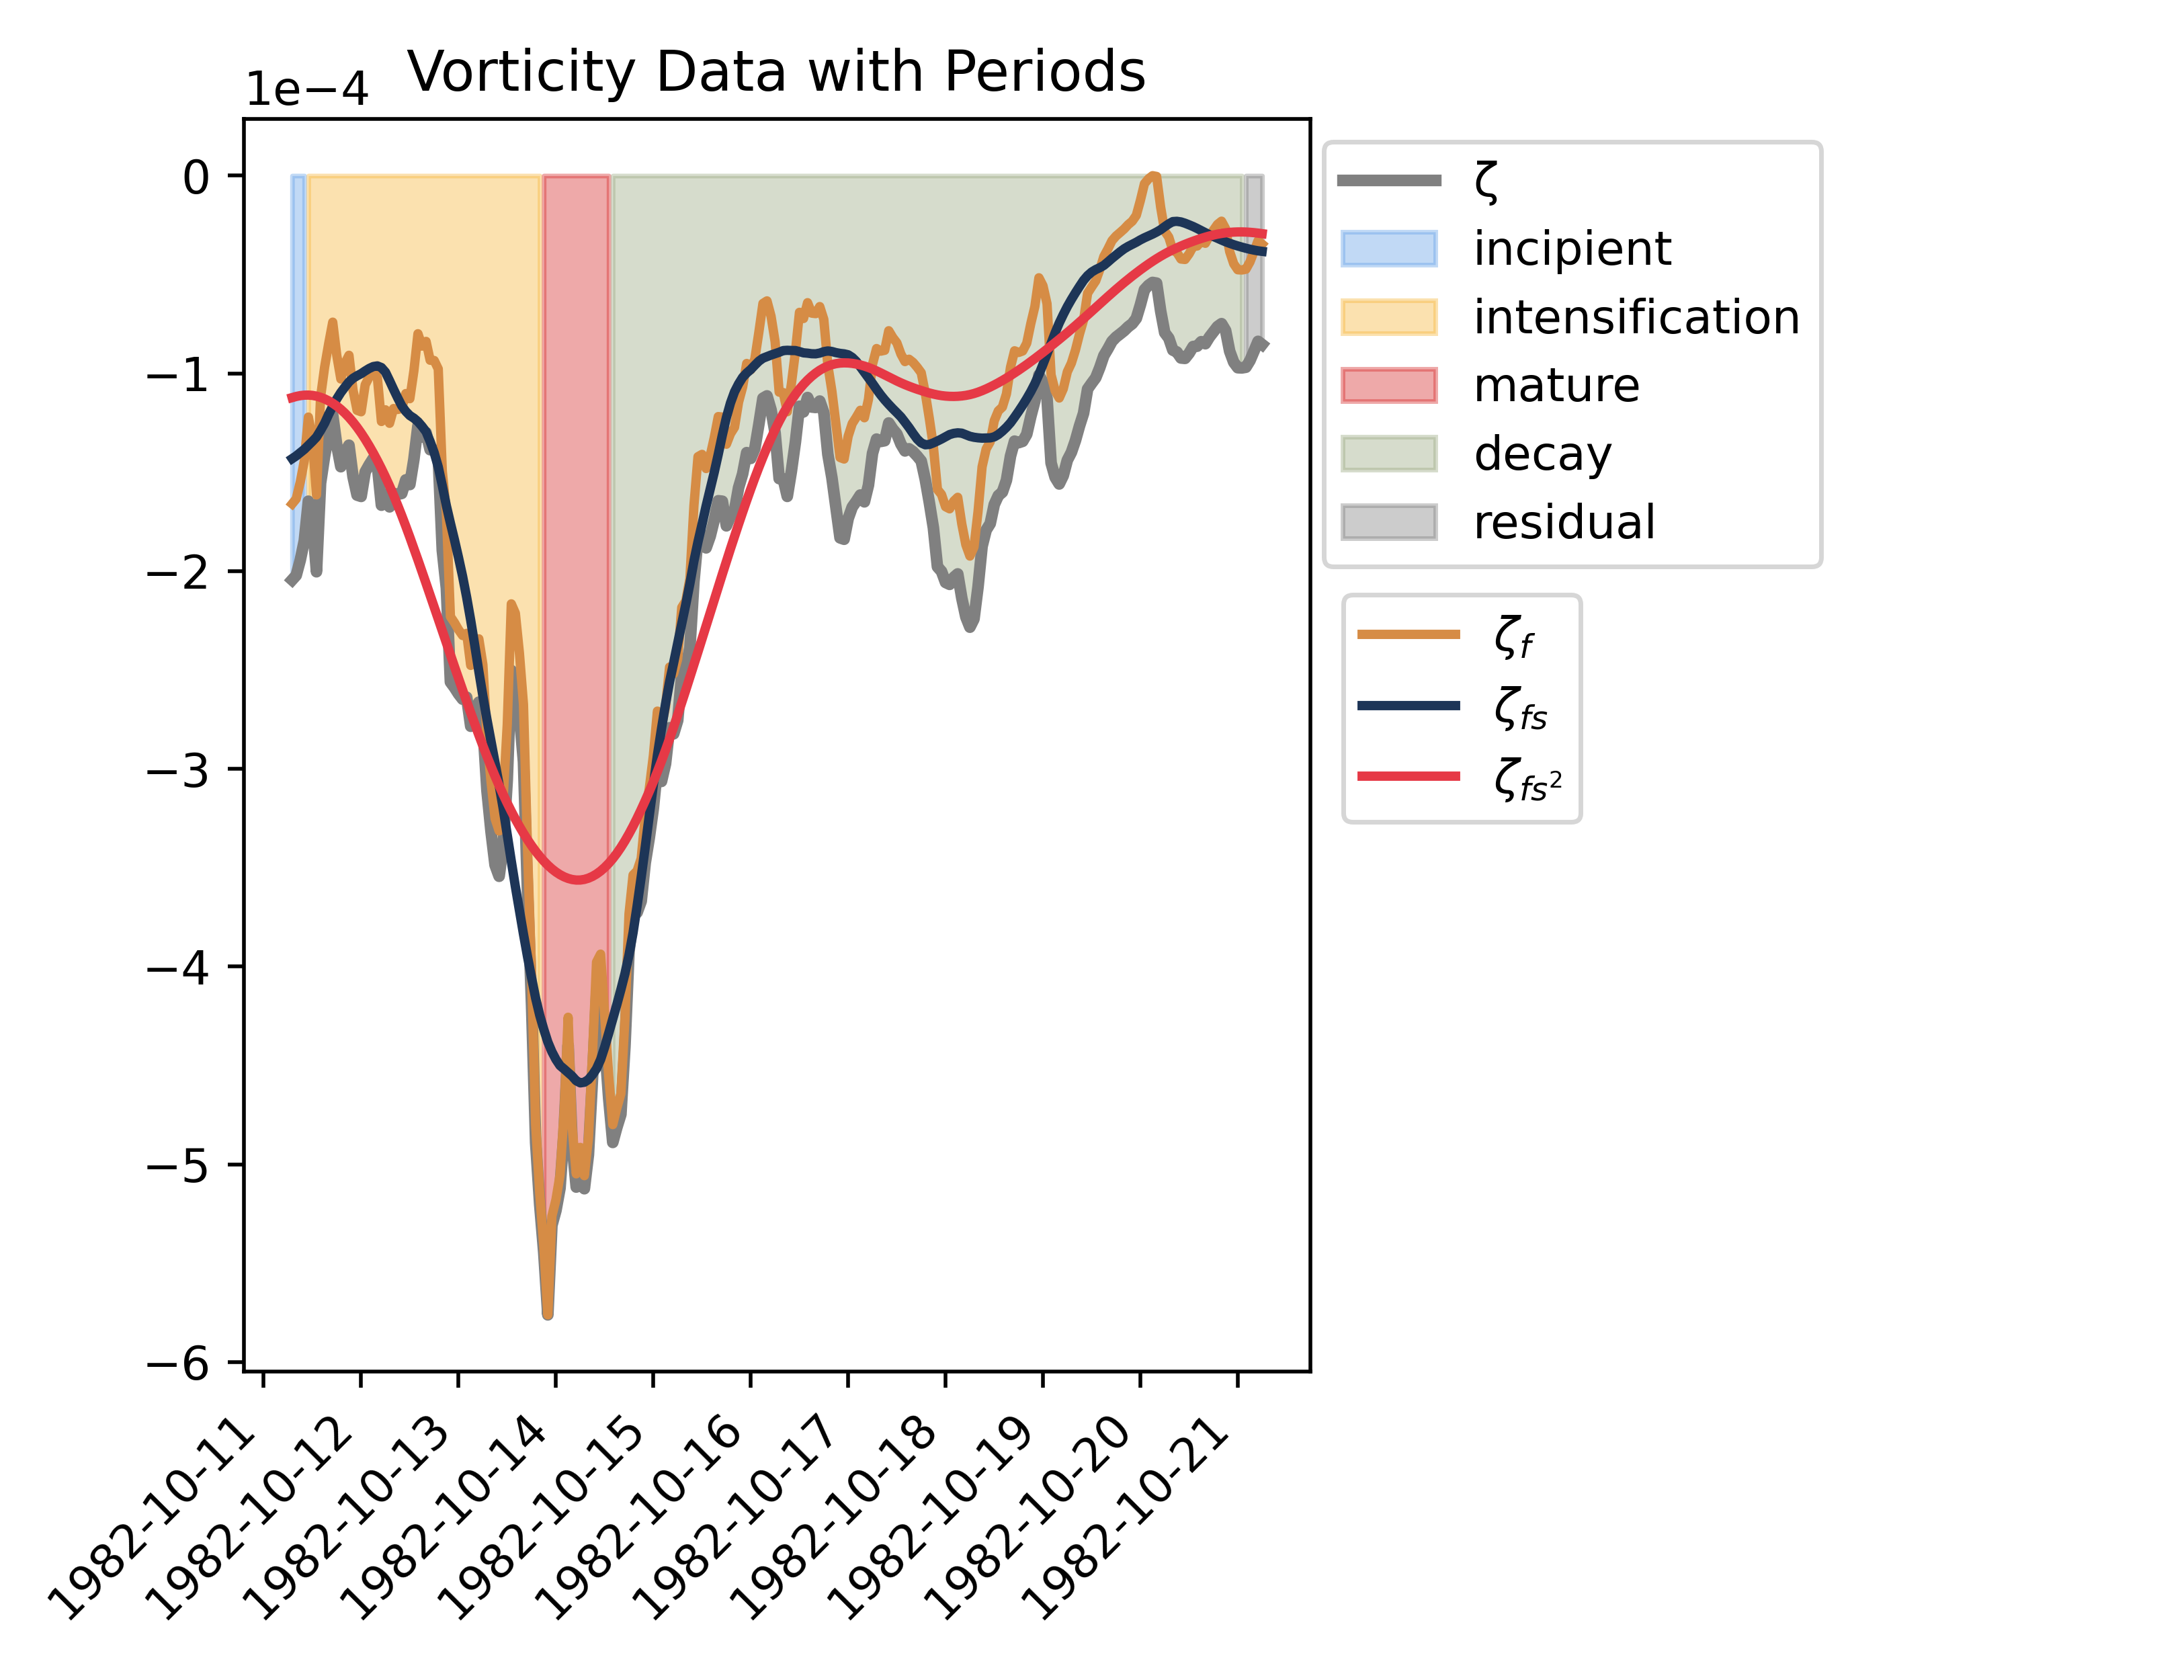 Vorticity Data with Periods
1e−4
0
−1
−2
−3
−4
−5
−6
1982-10-11
1982-10-12
1982-10-13
1982-10-14
1982-10-15
1982-10-16
1982-10-17
1982-10-18
1982-10-19
1982-10-20
1982-10-21
ζ
incipient
intensification
mature
decay
residual
ζ_f
ζ_fs
ζ_fs²